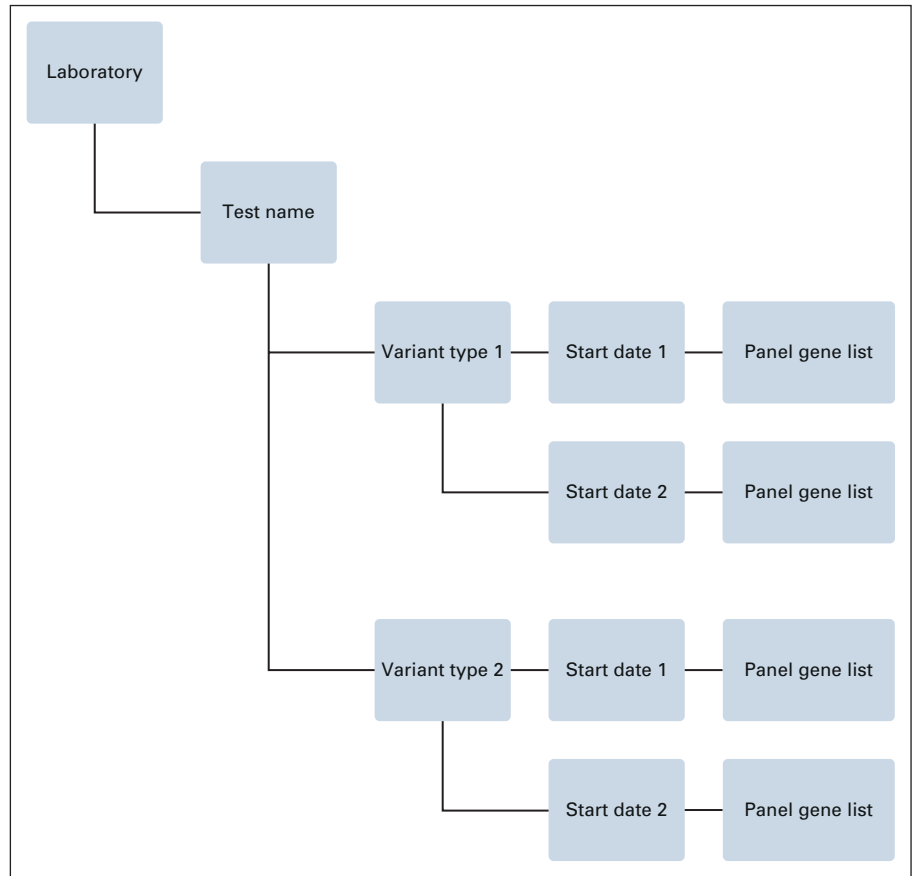 Laboratory
Test name
Variant type 1
Start date 1
Panel gene list
Start date 2
Panel gene list
Variant type 2
Start date 1
Panel gene list
Start date 2
Panel gene list